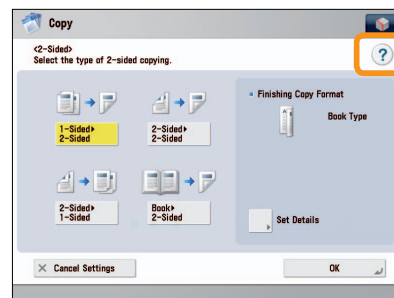 Copy
<2-Sided>
Select the type of 2-sided copying.
?
1-Sided▸
2-Sided
2-Sided▸
2-Sided
2-Sided▸
1-Sided
Book▸
2-Sided
Finishing Copy Format
Book Type
Set Details
Cancel Settings
OK